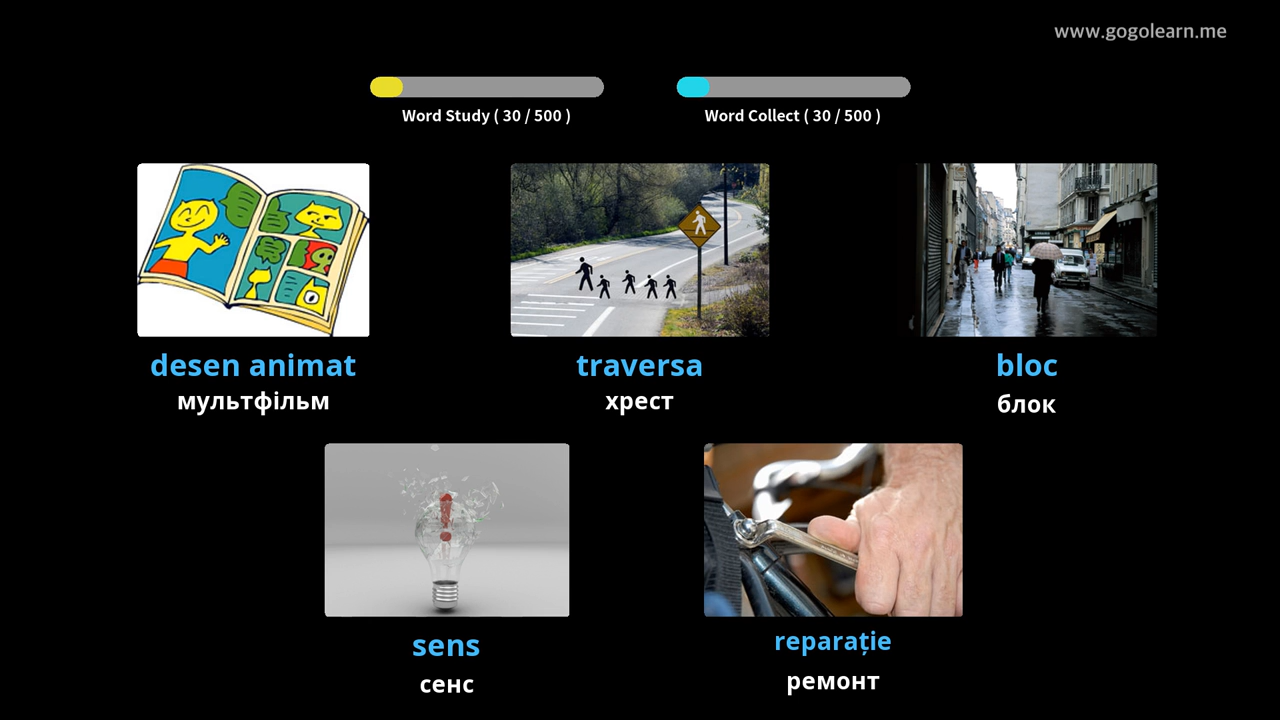 www.gogolearn.me
Word Study ( 30 / 500 )
Word Collect ( 30 / 500 )
desen animat
мультфільм
traversa
хрест
bloc
блок
sens
сенс
reparație
ремонт